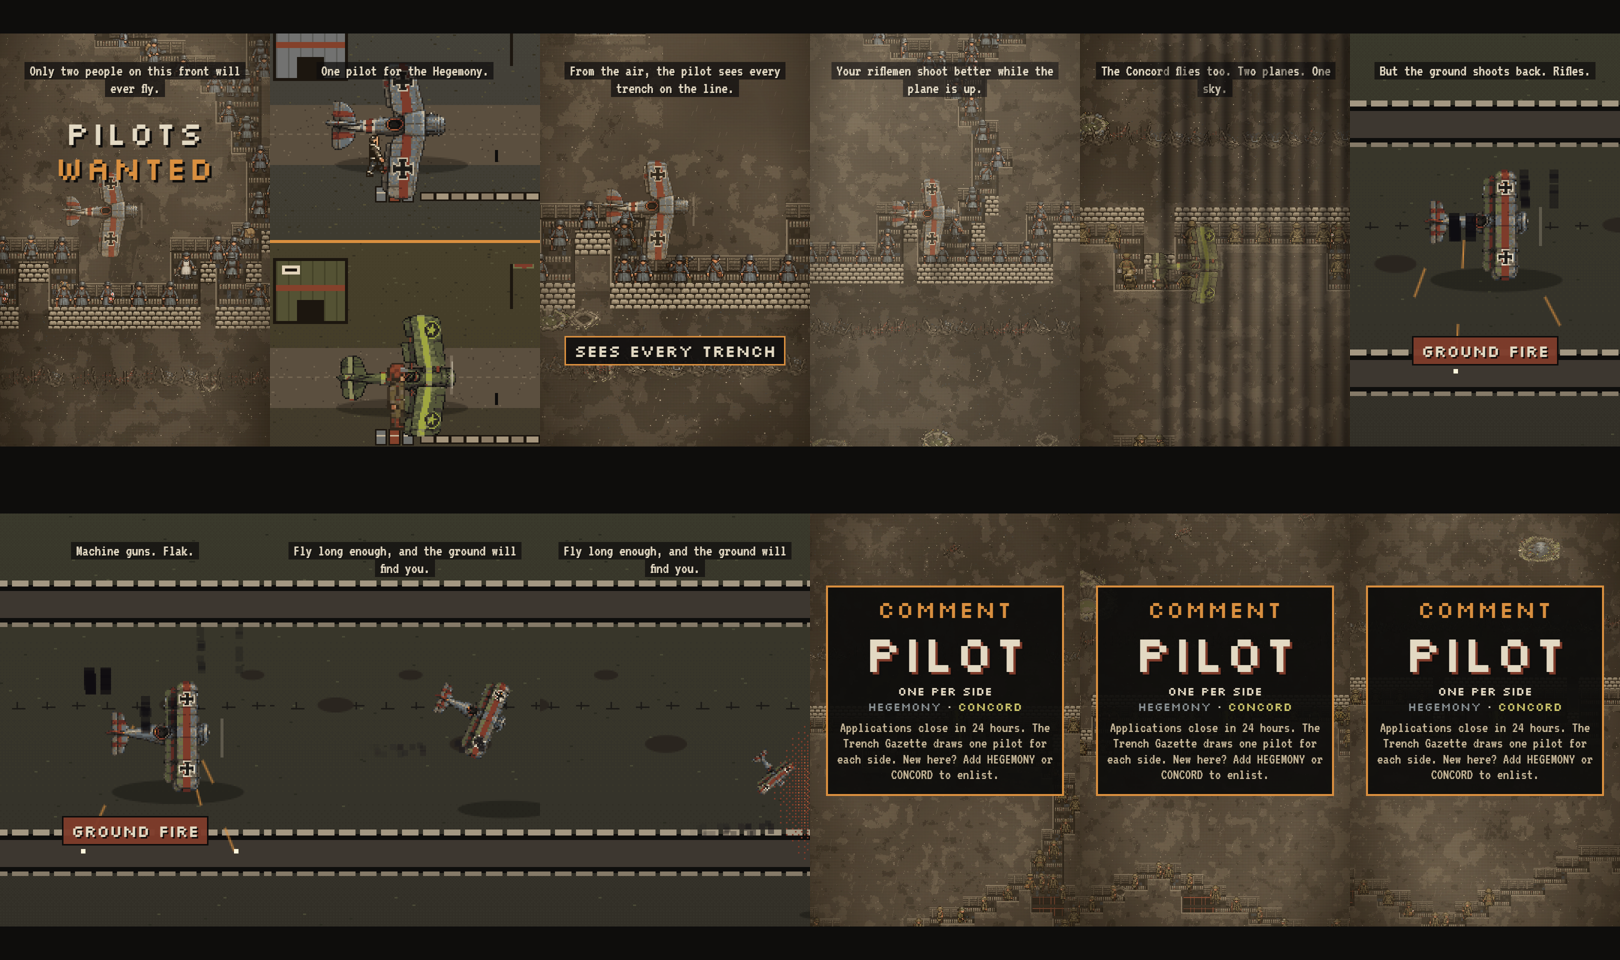 Only two people on this front will
ever fly.
PILOTS
WANTED
One pilot for the Hegemony.
From the air, the pilot sees every
trench on the line.
SEES EVERY TRENCH
Your riflemen shoot better while the
plane is up.
The Concord flies too. Two planes. One
sky.
But the ground shoots back. Rifles.
GROUND FIRE
Machine guns. Flak.
GROUND FIRE
Fly long enough, and the ground will
find you.
Fly long enough, and the ground will
find you.
COMMENT
PILOT
ONE PER SIDE
HEGEMONY · CONCORD
Applications close in 24 hours. The
Trench Gazette draws one pilot for
each side. New here? Add HEGEMONY or
CONCORD to enlist.
COMMENT
PILOT
ONE PER SIDE
HEGEMONY · CONCORD
Applications close in 24 hours. The
Trench Gazette draws one pilot for
each side. New here? Add HEGEMONY or
CONCORD to enlist.
COMMENT
PILOT
ONE PER SIDE
HEGEMONY · CONCORD
Applications close in 24 hours. The
Trench Gazette draws one pilot for
each side. New here? Add HEGEMONY or
CONCORD to enlist.